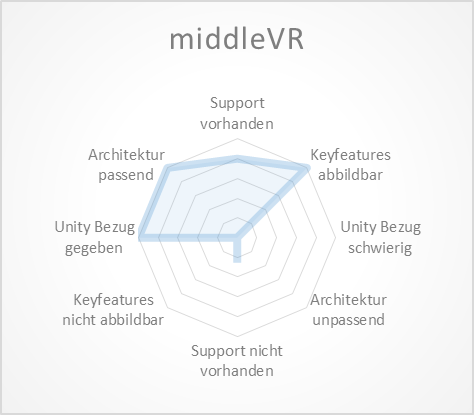 middleVR
Support
vorhanden
Architektur
passend
Keyfeatures
abbildbar
Unity Bezug
gegeben
Unity Bezug
schwierig
Keyfeatures
nicht abbildbar
Architektur
unpassend
Support nicht
vorhanden